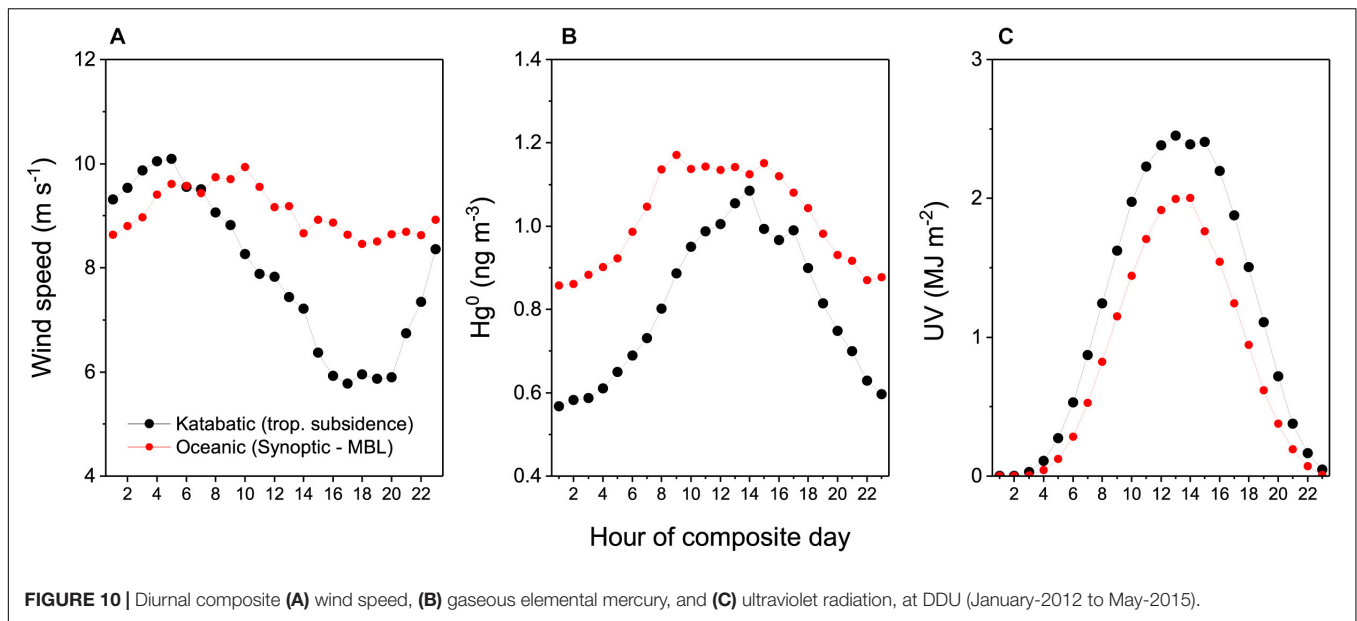 A
12
10
8
6
4
Wind speed (m s⁻¹)
2 4 6 8 10 12 14 16 18 20 22
Katabatic (trop. subsidence)
Oceanic (Synoptic - MBL)
B
1.4
1.2
1.0
0.8
0.6
0.4
Hg⁰ (ng m⁻³)
2 4 6 8 10 12 14 16 18 20 22
C
3
2
1
0
UV (MJ m⁻²)
2 4 6 8 10 12 14 16 18 20 22
Hour of composite day
FIGURE 10 | Diurnal composite (A) wind speed, (B) gaseous elemental mercury, and (C) ultraviolet radiation, at DDU (January-2012 to May-2015).